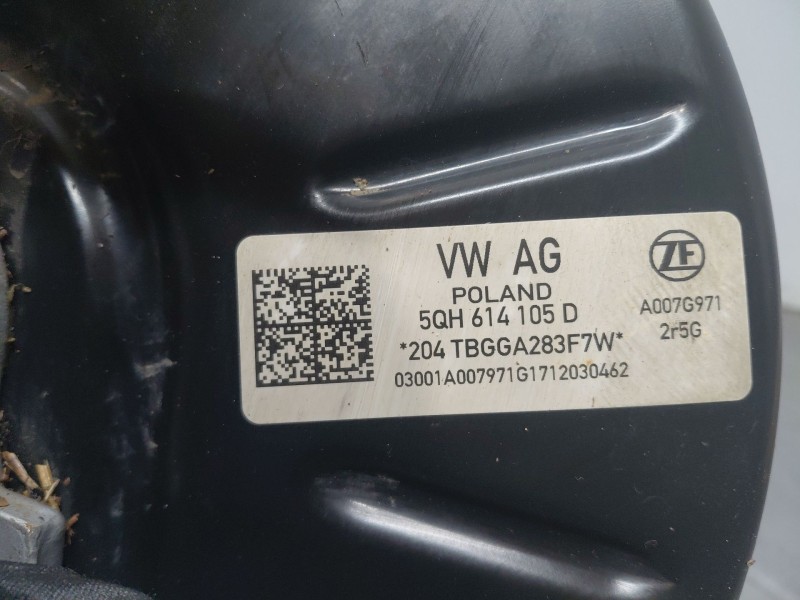 VW AG
POLAND
5QH 614 105 D
*204 TBGGA283F7W*
03001A007971G1712030462
ZF
A007G971
2r5G